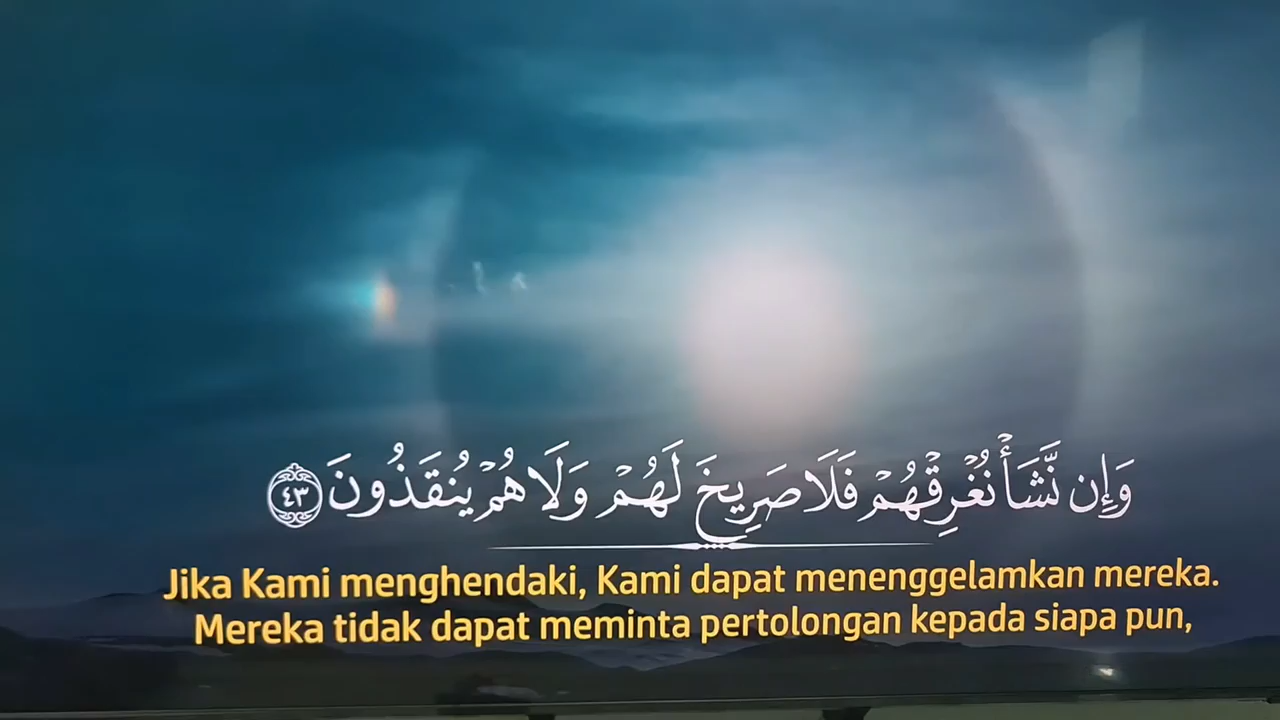 وَإِن نَّشَأْ نُغْرِقْهُمْ فَلَا صَرِيخَ لَهُمْ وَلَا هُمْ يُنقَذُونَ ٤٣
Jika Kami menghendaki, Kami dapat menenggelamkan mereka.
Mereka tidak dapat meminta pertolongan kepada siapa pun,